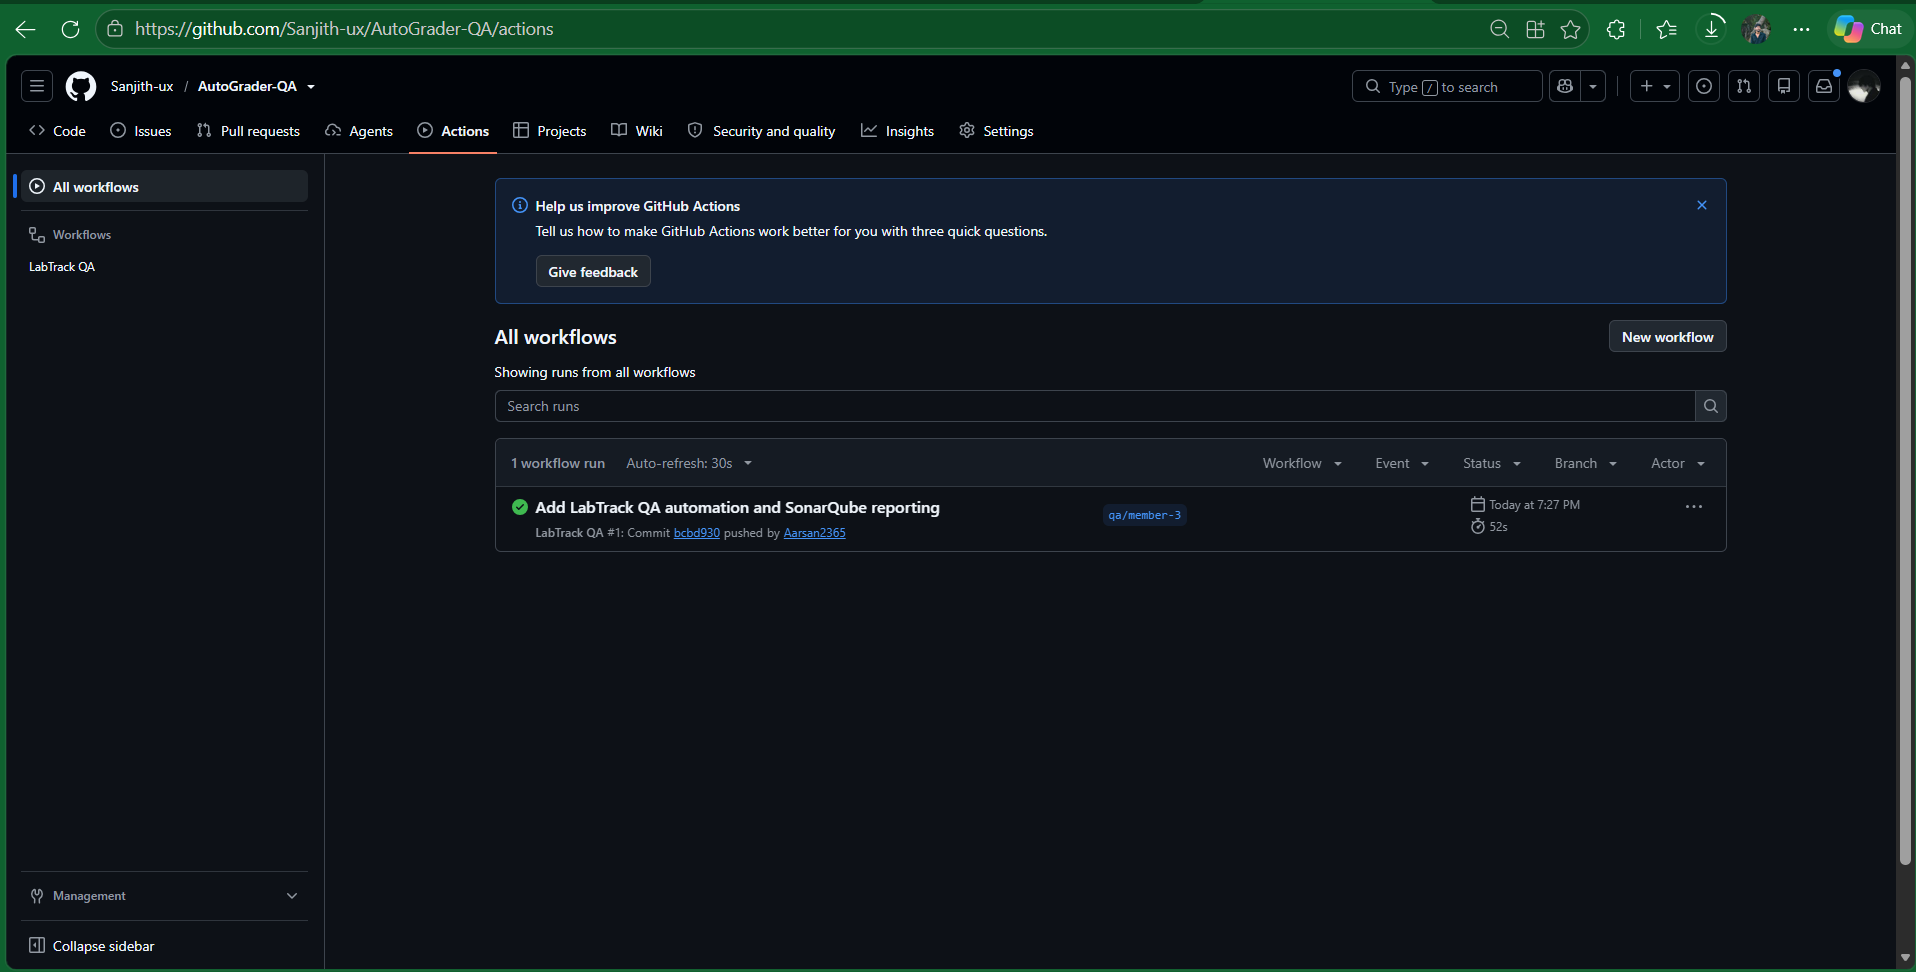 https://github.com/Sanjith-ux/AutoGrader-QA/actions
Chat
Sanjith-ux / AutoGrader-QA
Type / to search
Code
Issues
Pull requests
Agents
Actions
Projects
Wiki
Security and quality
Insights
Settings
All workflows
Workflows
LabTrack QA
Management
Collapse sidebar
Help us improve GitHub Actions
Tell us how to make GitHub Actions work better for you with three quick questions.
Give feedback
All workflows
New workflow
Showing runs from all workflows
Search runs
1 workflow run
Auto-refresh: 30s
Workflow
Event
Status
Branch
Actor
Add LabTrack QA automation and SonarQube reporting
LabTrack QA #1: Commit bcbd930 pushed by Aarsan2365
qa/member-3
Today at 7:27 PM
52s